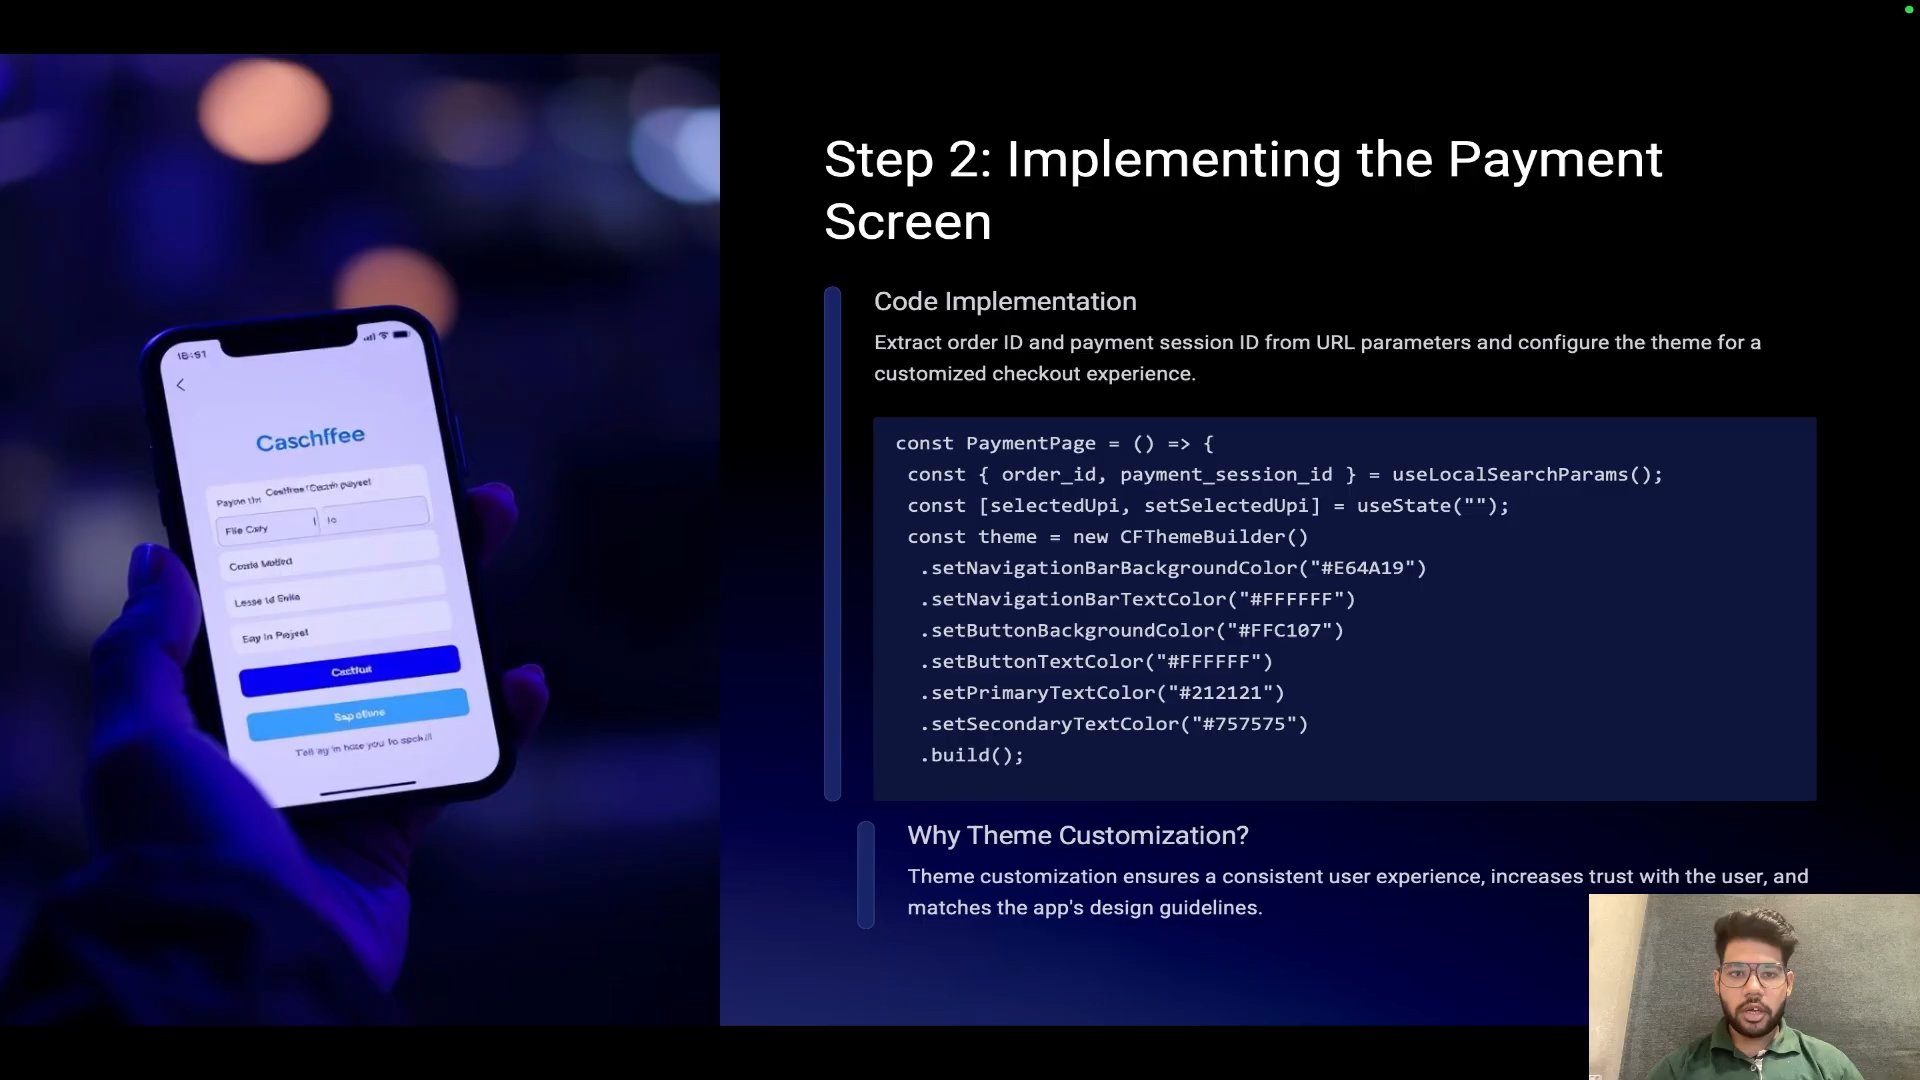 Step 2: Implementing the Payment
Screen
Code Implementation
Extract order ID and payment session ID from URL parameters and configure the theme for a
customized checkout experience.
const PaymentPage = () => {
const { order_id, payment_session_id } = useLocalSearchParams();
const [selectedUpi, setSelectedUpi] = useState("");
const theme = new CFThemeBuilder()
.setNavigationBarBackgroundColor("#E64A19")
.setNavigationBarTextColor("#FFFFFF")
.setButtonBackgroundColor("#FFC107")
.setButtonTextColor("#FFFFFF")
.setPrimaryTextColor("#212121")
.setSecondaryTextColor("#757575")
.build();
Why Theme Customization?
Theme customization ensures a consistent user experience, increases trust with the user, and
matches the app's design guidelines.
Caschffee